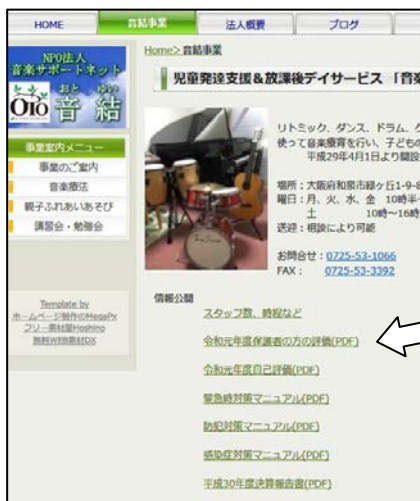 HOME
音結事業
法人概要
ブログ
NPO法人
音楽サポートネット
おと ゆい
Oto 音 結
事業案内メニュー
事業のご案内
音楽療法
親子ふれあいあそび
講習会・勉強会
Template by
ホームページ制作のMegaPx
フリー素材屋Hoshino
無料WEB素材DX
Home> 音結事業
児童発達支援&放課後デイサービス 「音
リトミック、ダンス、ドラム、
使って音楽療育を行い、子どもの
平成29年4月1日より開設
場所：大阪府和泉市緑ケ丘1-9-8
曜日：月、火、水、金 10時半~
土 10時~16時
送迎：相談により可能
お問合せ：0725-53-1066
FAX： 0725-53-3392
情報公開
スタッフ数、時程など
令和元年度保護者の方の評価(PDF)
令和元年度自己評価(PDF)
緊急時対策マニュアル(PDF)
防犯対策マニュアル(PDF)
感染症対策マニュアル(PDF)
平成30年度決算報告書(PDF)